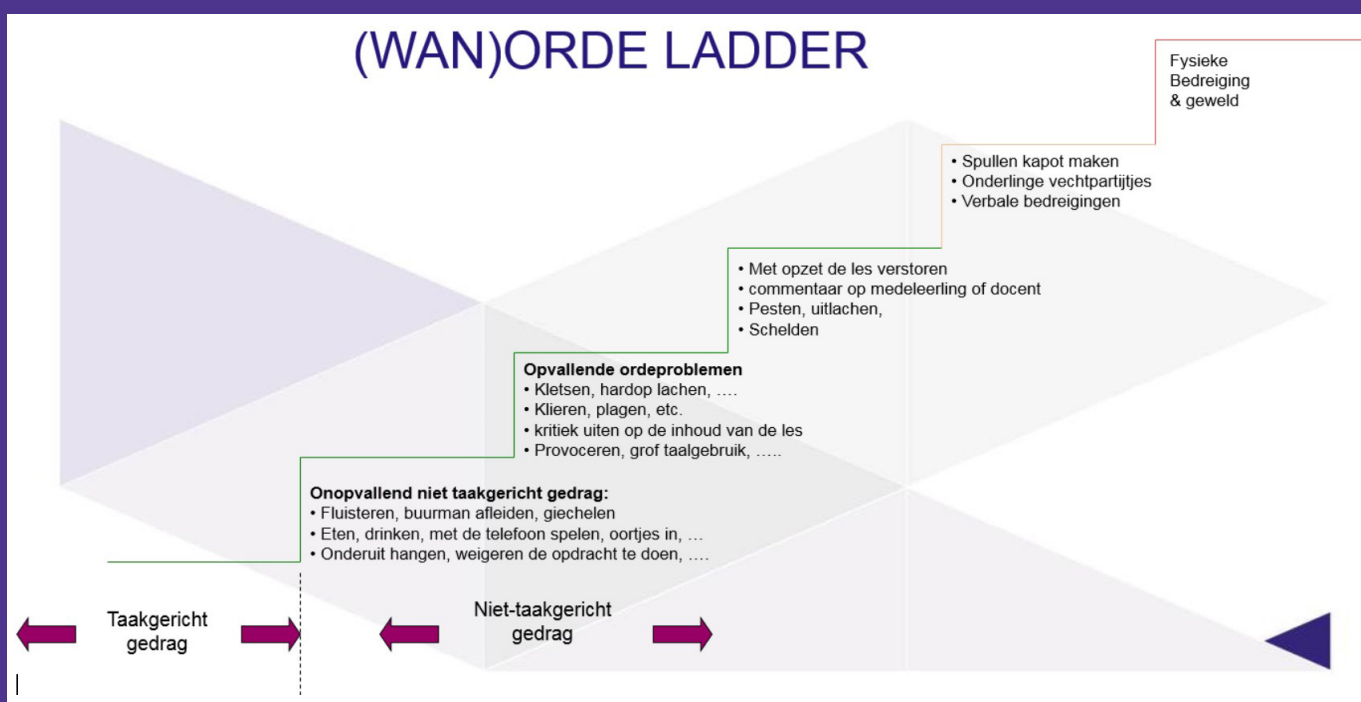 (WAN)ORDE LADDER
Fysieke
Bedreiging
& geweld
• Spullen kapot maken
• Onderlinge vechtpartijtjes
• Verbale bedreigingen
• Met opzet de les verstoren
• commentaar op medeleerling of docent
• Pesten, uitlachen,
• Schelden
Opvallende ordeproblemen
• Kletsen, hardop lachen, ….
• Klieren, plagen, etc.
• kritiek uiten op de inhoud van de les
• Provoceren, grof taalgebruik, …..
Onopvallend niet taakgericht gedrag:
• Fluisteren, buurman afleiden, giechelen
• Eten, drinken, met de telefoon spelen, oortjes in, …
• Onderuit hangen, weigeren de opdracht te doen, ….
Taakgericht
gedrag
Niet-taakgericht
gedrag